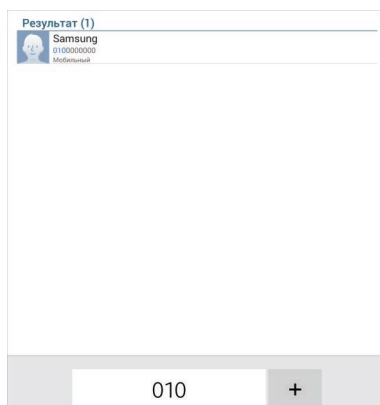 Результат (1)
Samsung
0100000000
Мобильный
010
+